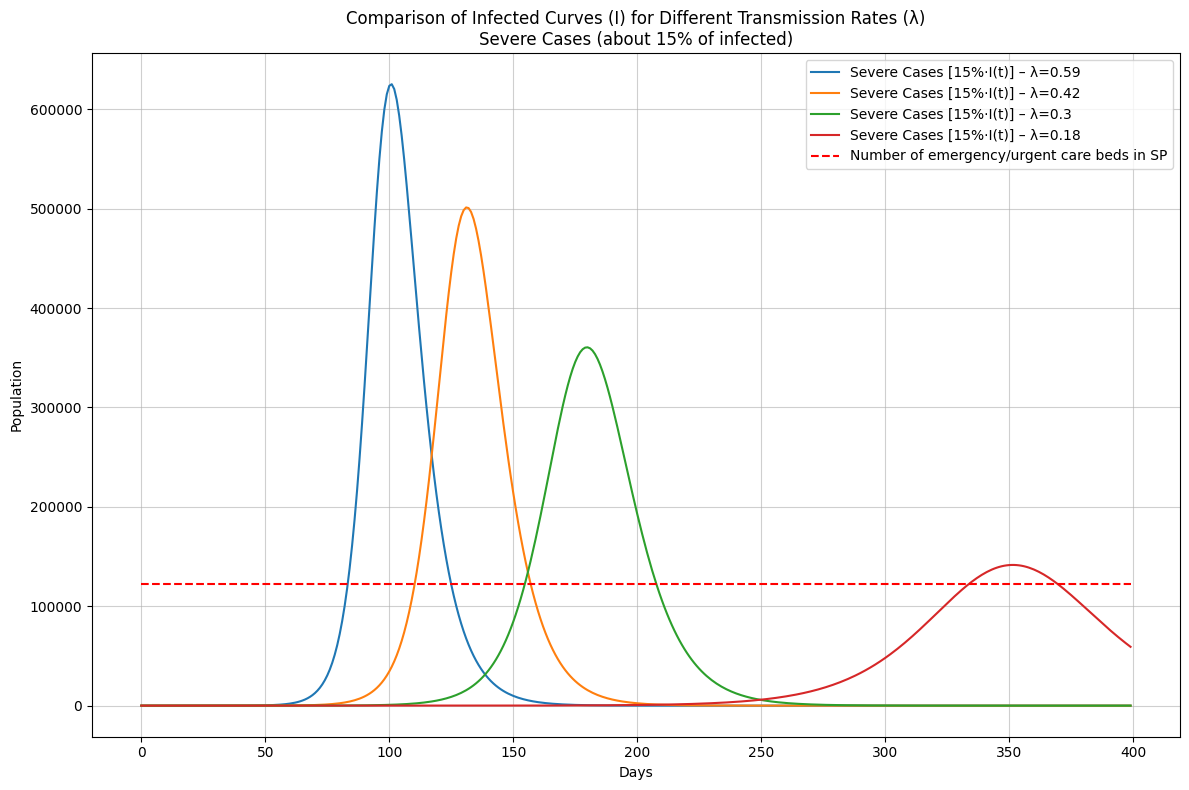 Comparison of Infected Curves (I) for Different Transmission Rates (λ)
Severe Cases (about 15% of infected)
Severe Cases [15%·I(t)] – λ=0.59
Severe Cases [15%·I(t)] – λ=0.42
Severe Cases [15%·I(t)] – λ=0.3
Severe Cases [15%·I(t)] – λ=0.18
Number of emergency/urgent care beds in SP
Population
600000
500000
400000
300000
200000
100000
0
0 50 100 150 200 250 300 350 400
Days